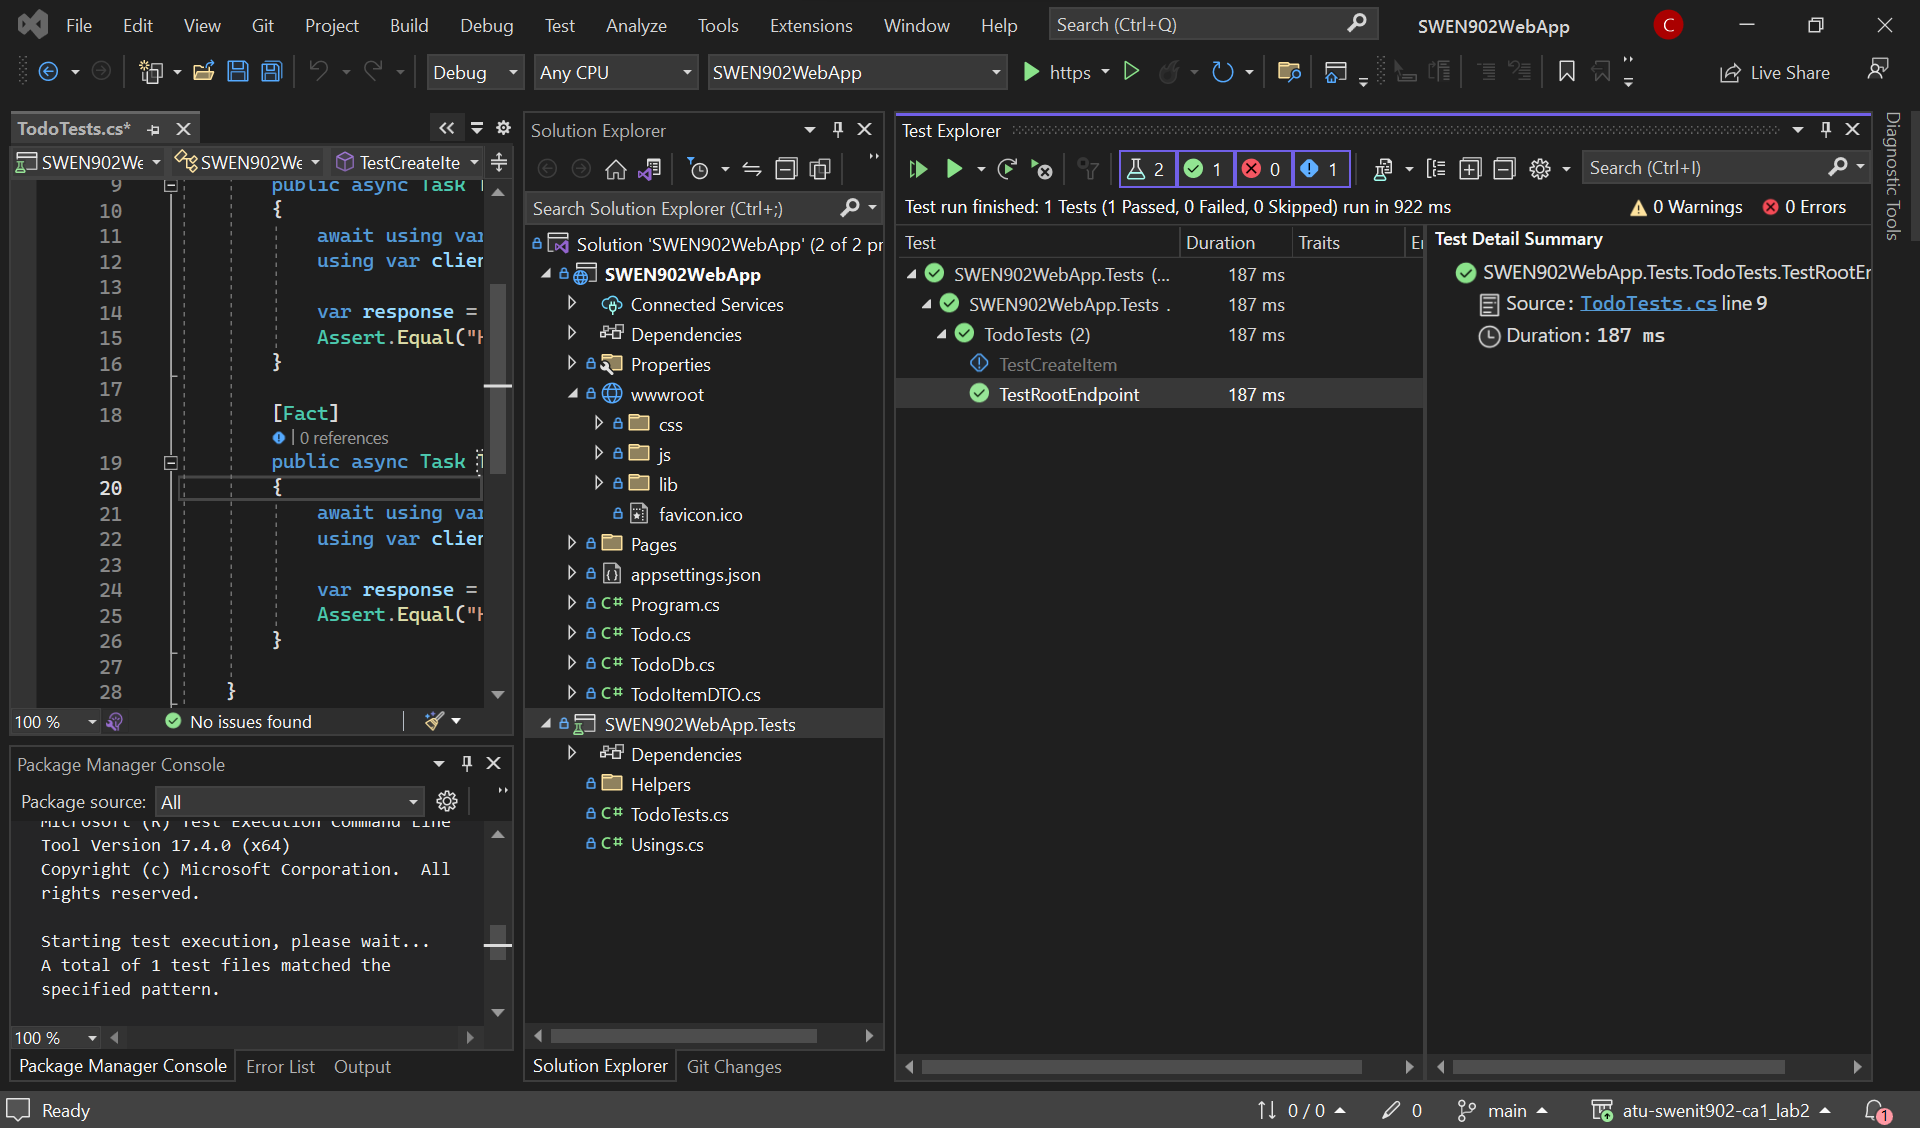 File Edit View Git Project Build Debug Test Analyze Tools Extensions Window Help Search (Ctrl+Q) SWEN902WebApp C
Debug Any CPU SWEN902WebApp https Live Share
TodoTests.cs*
SWEN902We SWEN902We TestCreateIte
9 public async Task
10 {
11 await using var
12 using var clien
13
14 var response =
15 Assert.Equal("H
16 }
17
18 [Fact]
0 references
19 public async Task T
20 {
21 await using var
22 using var clien
23
24 var response =
25 Assert.Equal("H
26 }
27
28 }
100 % No issues found
Package Manager Console
Package source: All
Microsoft (R) Test Execution Command Line
Tool Version 17.4.0 (x64)
Copyright (c) Microsoft Corporation.  All
rights reserved.
Starting test execution, please wait...
A total of 1 test files matched the
specified pattern.
100 %
Package Manager Console Error List Output
Solution Explorer
Search Solution Explorer (Ctrl+;)
Solution 'SWEN902WebApp' (2 of 2 pr
SWEN902WebApp
Connected Services
Dependencies
Properties
wwwroot
css
js
lib
favicon.ico
Pages
appsettings.json
C# Program.cs
C# Todo.cs
C# TodoDb.cs
C# TodoItemDTO.cs
SWEN902WebApp.Tests
Dependencies
Helpers
C# TodoTests.cs
C# Usings.cs
Solution Explorer Git Changes
Test Explorer
2 1 0 1 Search (Ctrl+I)
Test run finished: 1 Tests (1 Passed, 0 Failed, 0 Skipped) run in 922 ms 0 Warnings 0 Errors
Test Duration Traits
SWEN902WebApp.Tests (... 187 ms
SWEN902WebApp.Tests . 187 ms
TodoTests (2) 187 ms
TestCreateItem
TestRootEndpoint 187 ms
Test Detail Summary
SWEN902WebApp.Tests.TodoTests.TestRootEr
Source: TodoTests.cs line 9
Duration: 187 ms
Diagnostic Tools
Ready 0 / 0 0 main atu-swenit902-ca1_lab2 1